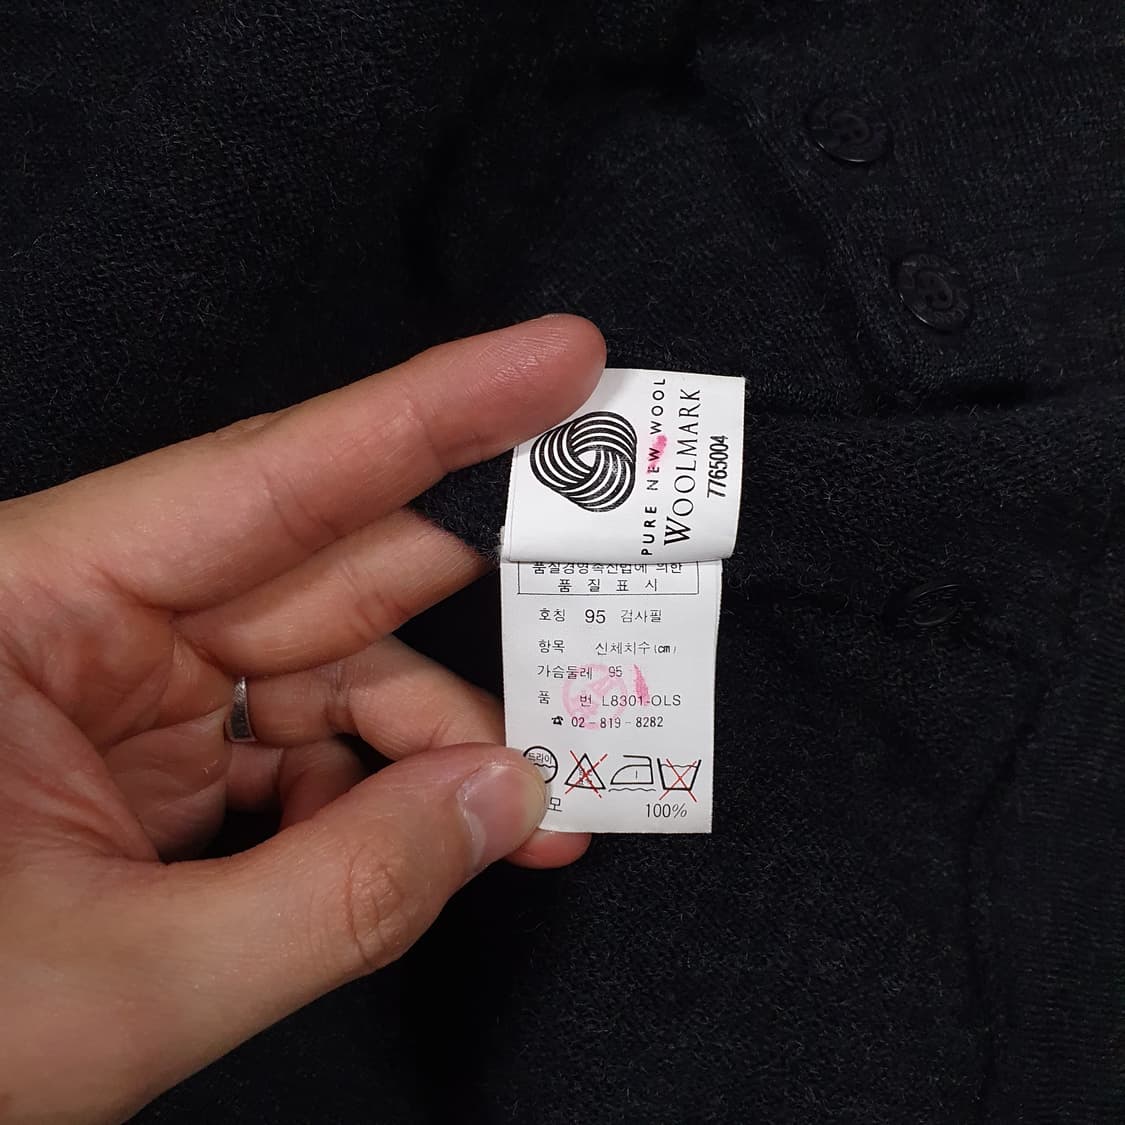 PURE NEW WOOL
WOOLMARK
7765004
품질경영촉진법에 의한
품 질 표 시
호칭 95 검사필
항목 신체치수(cm)
가슴둘레 95
품 번 L8301-OLS
☎ 02-819-8282
드라이
모 100%